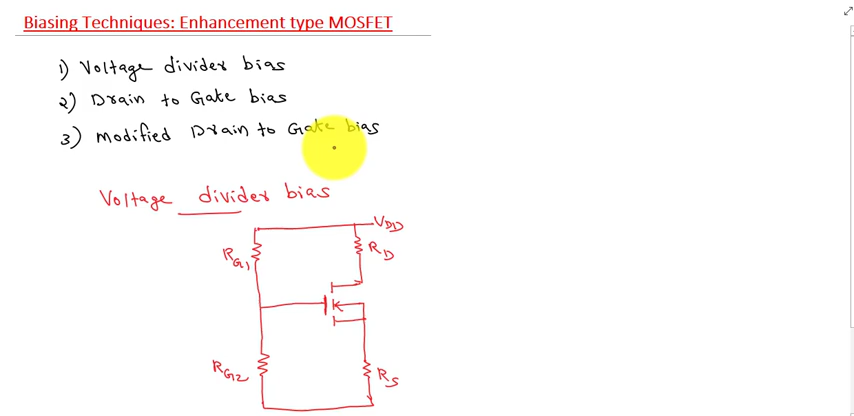 Biasing Techniques: Enhancement type MOSFET
1) Voltage divider bias
2) Drain to Gate bias
3) Modified Drain to Gate bias
Voltage divider bias
VDD
RG1
RD
RG2
RS